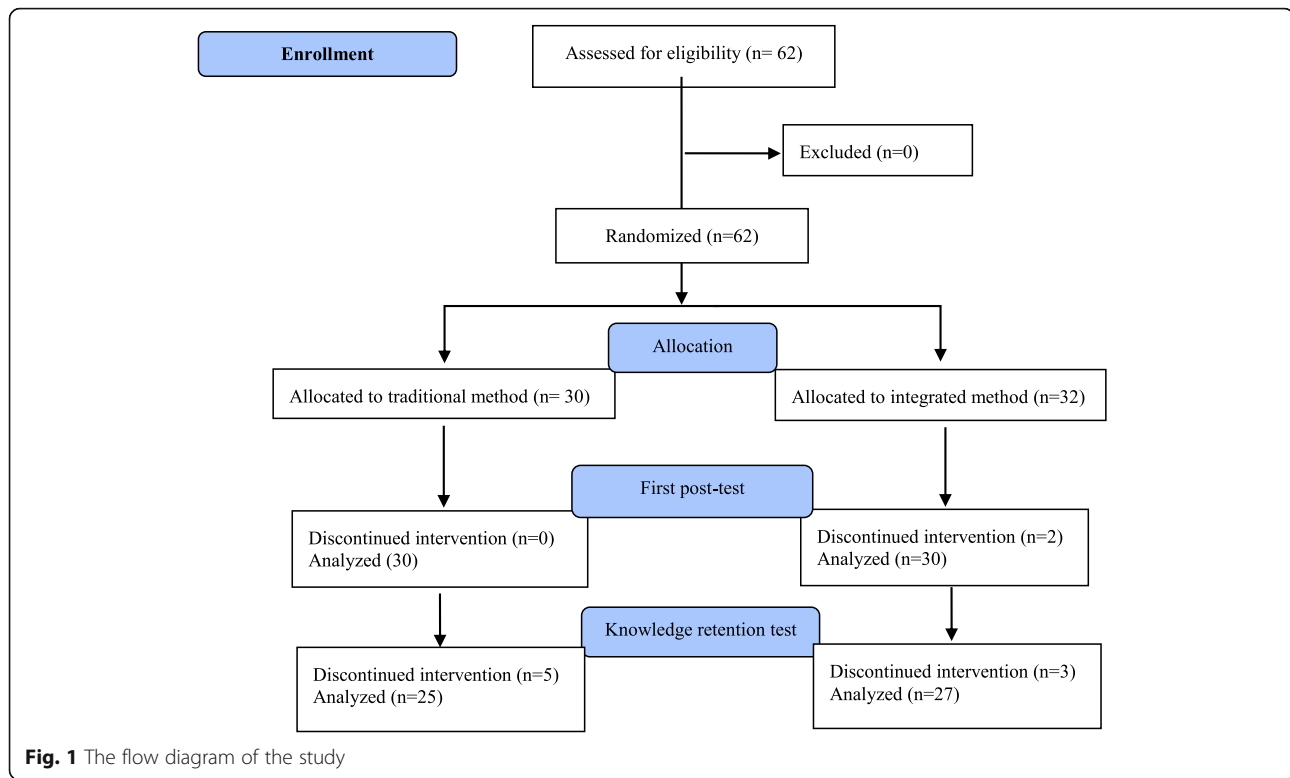 Enrollment
Assessed for eligibility (n= 62)
Excluded (n=0)
Randomized (n=62)
Allocation
Allocated to traditional method (n= 30)
Allocated to integrated method (n=32)
First post-test
Discontinued intervention (n=0)
Analyzed (30)
Discontinued intervention (n=2)
Analyzed (n=30)
Knowledge retention test
Discontinued intervention (n=5)
Analyzed (n=25)
Discontinued intervention (n=3)
Analyzed (n=27)
Fig. 1 The flow diagram of the study